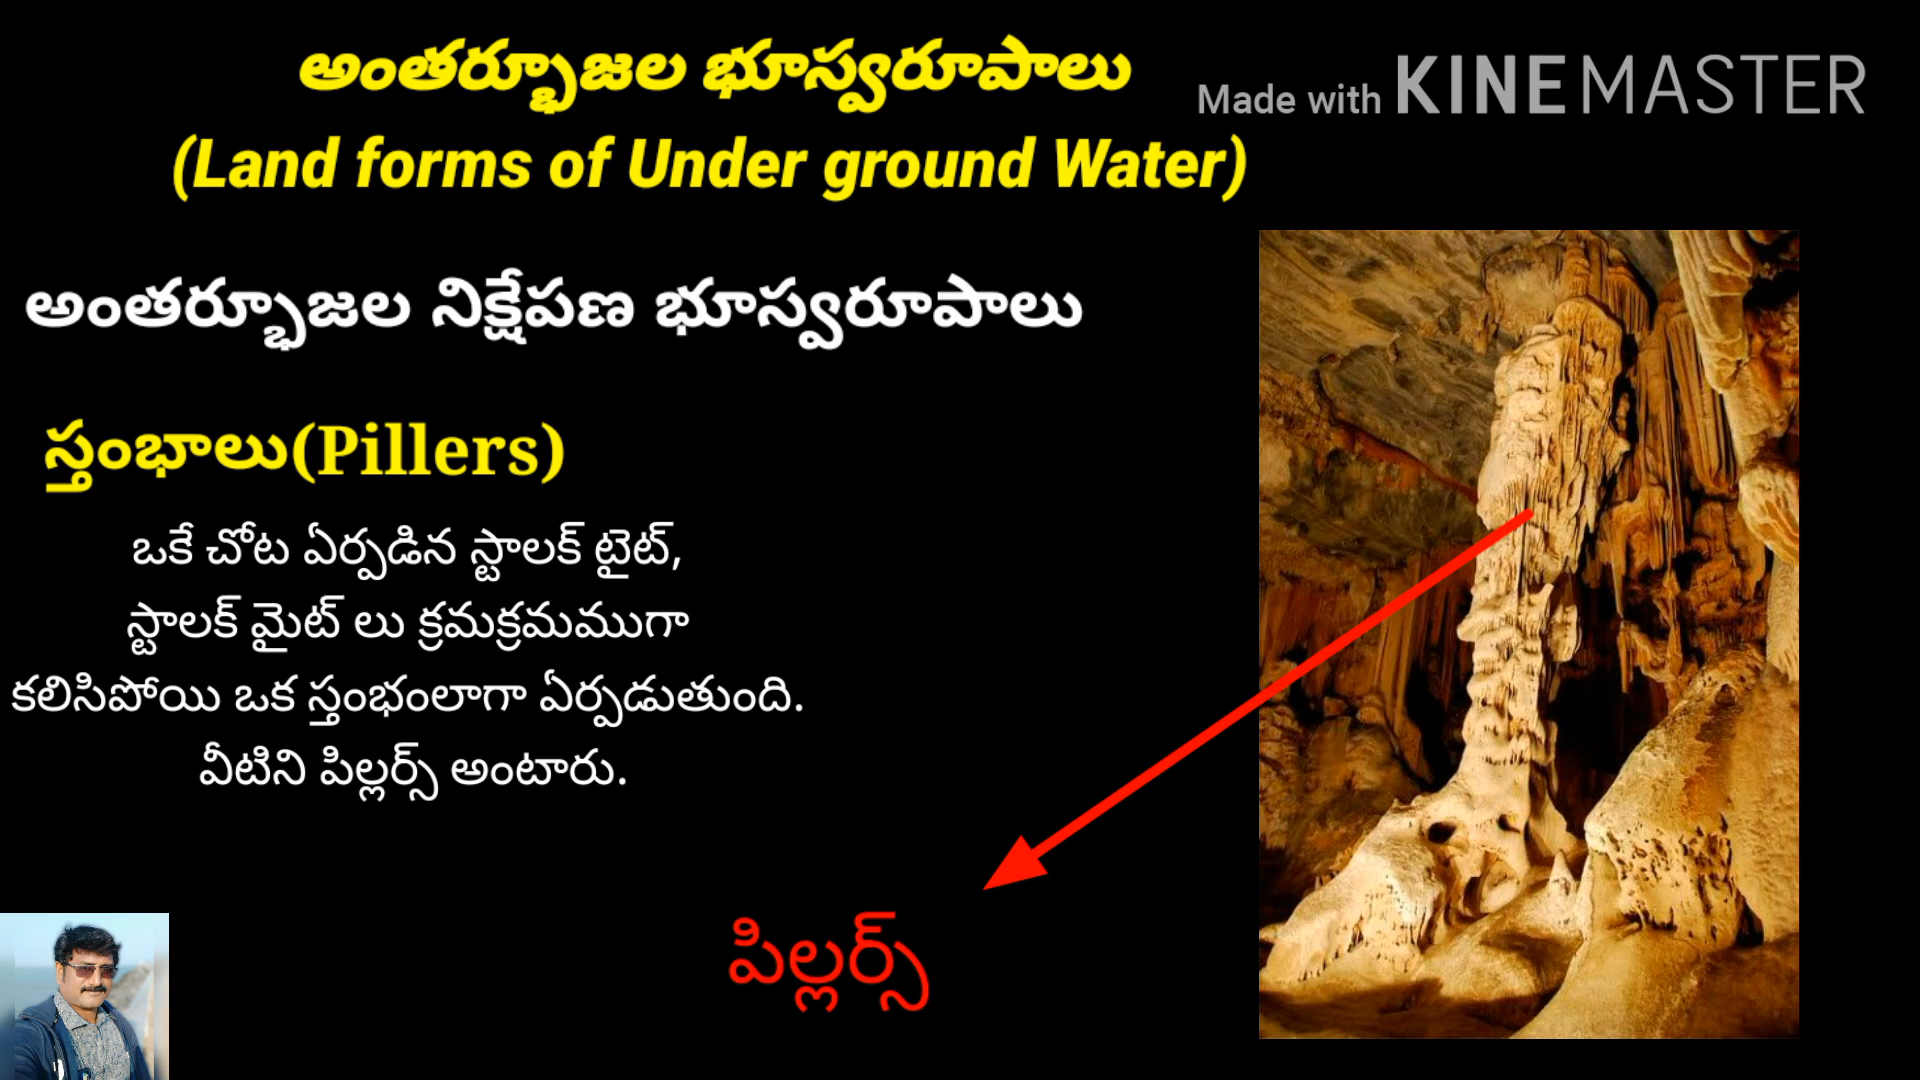 అంతర్భూజల భూస్వరూపాలు
Made with KINEMASTER
(Land forms of Under ground Water)
అంతర్భూజల నిక్షేపణ భూస్వరూపాలు
స్తంభాలు(Pillers)
ఒకే చోట ఏర్పడిన స్టాలక్ టైట్,
స్టాలక్ మైట్ లు క్రమక్రమముగా
కలిసిపోయి ఒక స్తంభంలాగా ఏర్పడుతుంది.
వీటిని పిల్లర్స్ అంటారు.
పిల్లర్స్